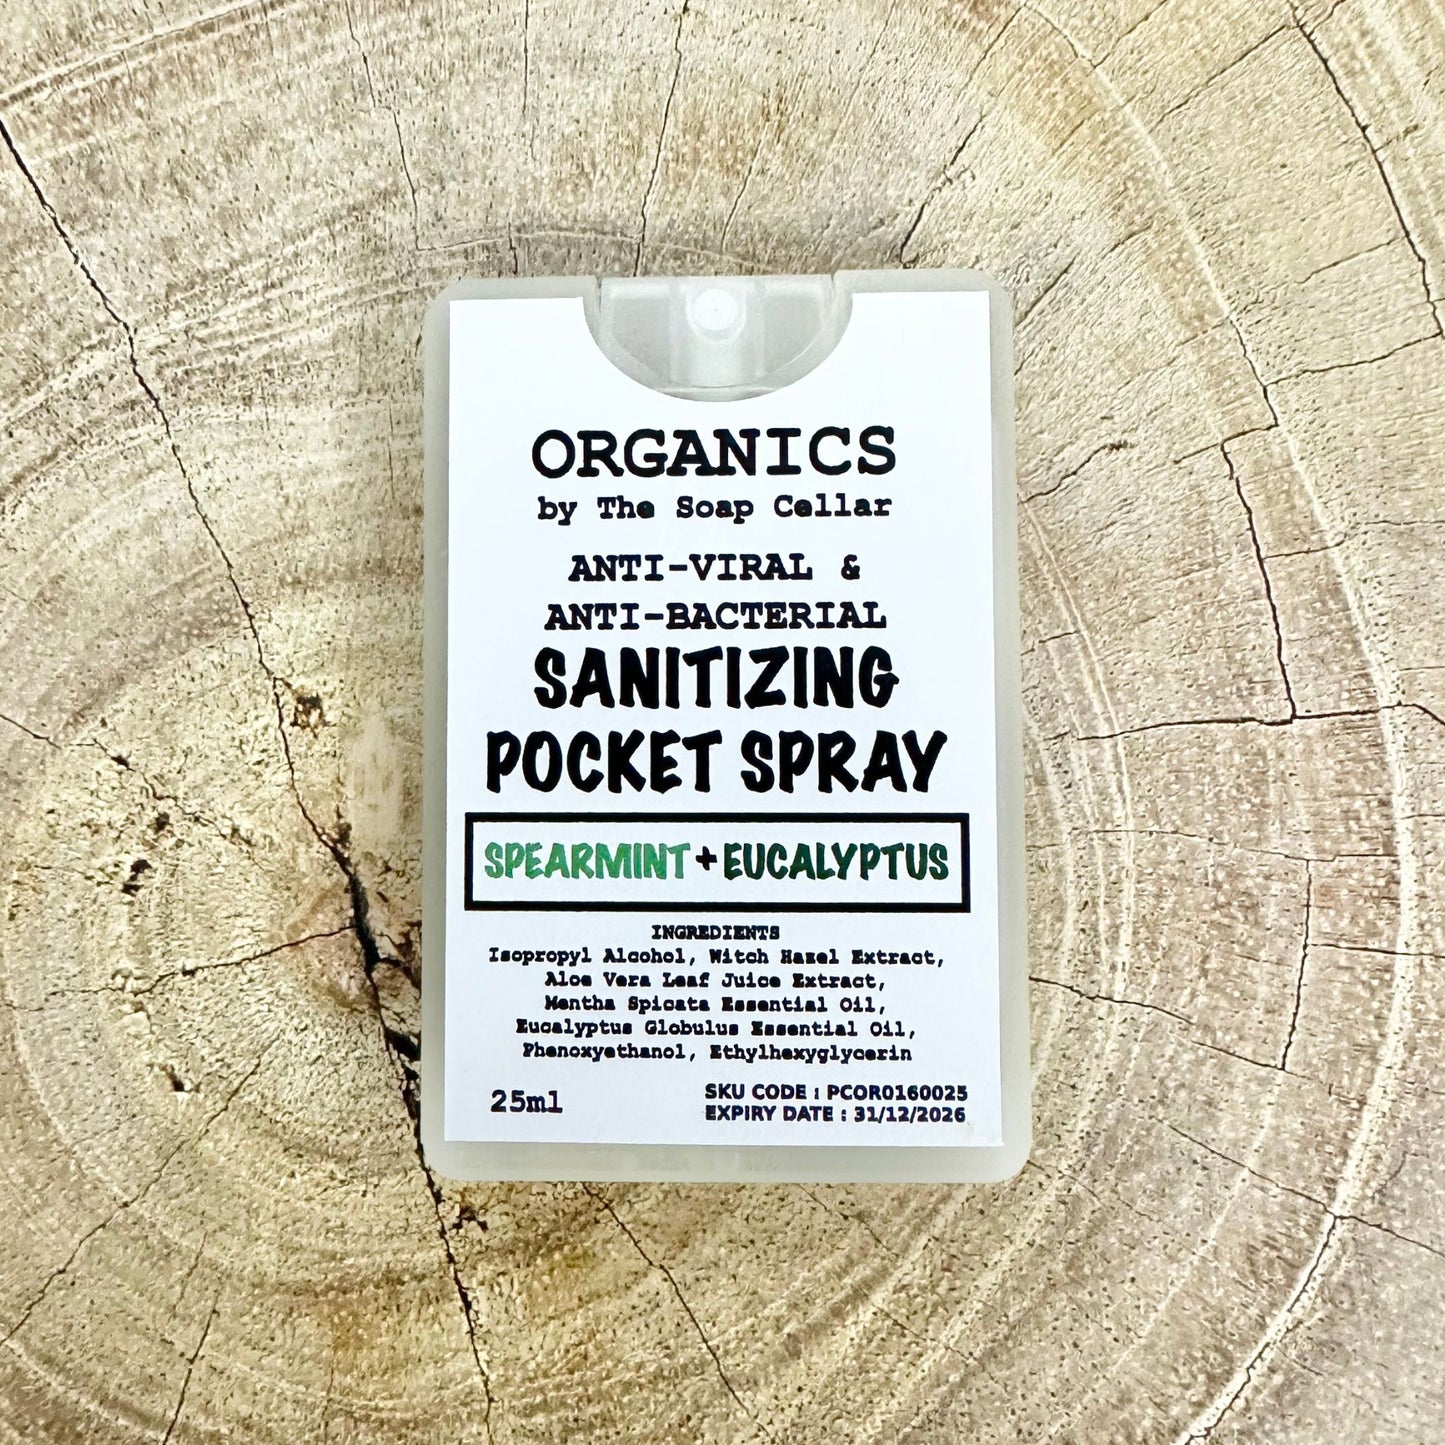 ORGANICS
by The Soap Cellar
ANTI-VIRAL &
ANTI-BACTERIAL
SANITIZING
POCKET SPRAY
SPEARMINT + EUCALYPTUS
INGREDIENTS
Isopropyl Alcohol, Witch Hazel Extract,
Aloe Vera Leaf Juice Extract,
Mentha Spicata Essential Oil,
Eucalyptus Globulus Essential Oil,
Phenoxyethanol, Ethylhexyglycerin
25ml
SKU CODE : PCOR0160025
EXPIRY DATE : 31/12/2026